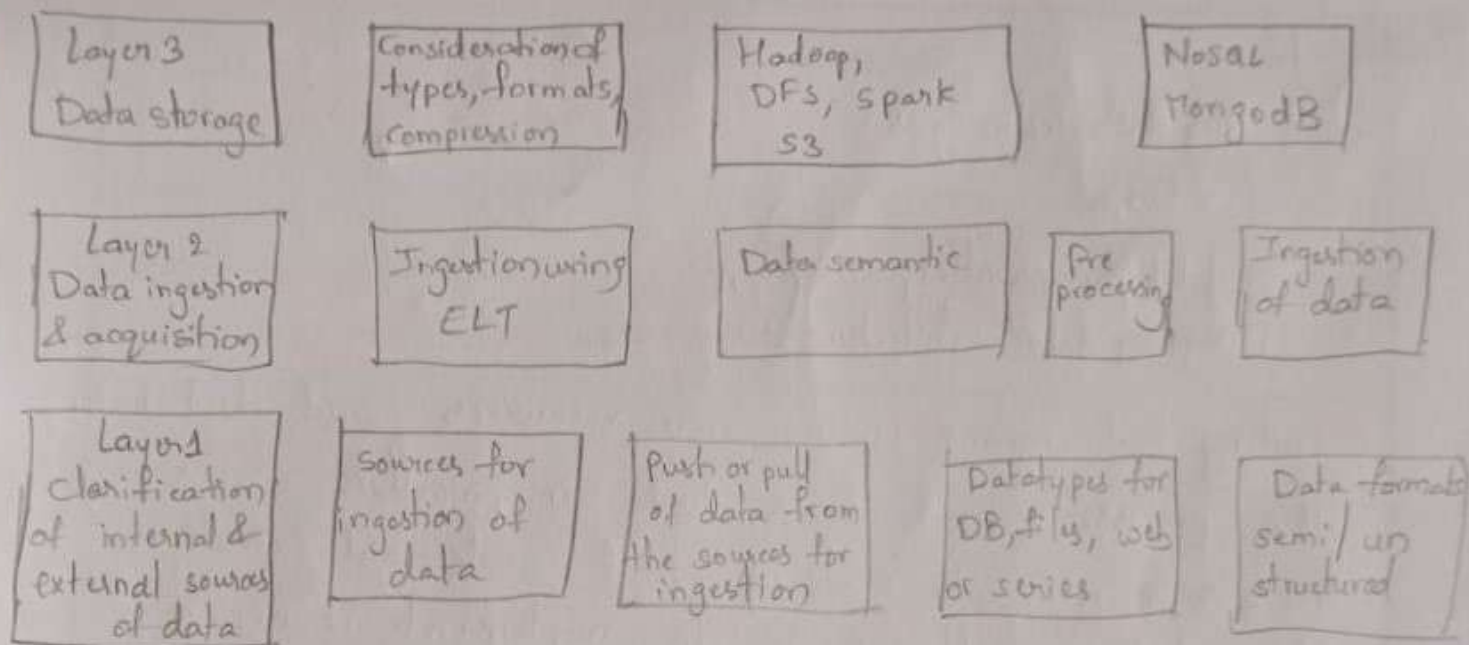 Layer 3
Data storage
Consideration of
types, formats,
compression
Hadoop,
DFS, Spark
S3
NoSQL
MongodB
Layer 2
Data ingestion
& acquisition
Ingestion using
ELT
Data semantic
Pre
processing
Ingestion
of data
Layer1
Clarification
of internal &
external sources
of data
Sources for
ingestion of
data
Push or pull
of data from
the sources for
ingestion
Datatypes for
DB, files, web
or series
Data formats
semi/un
structured